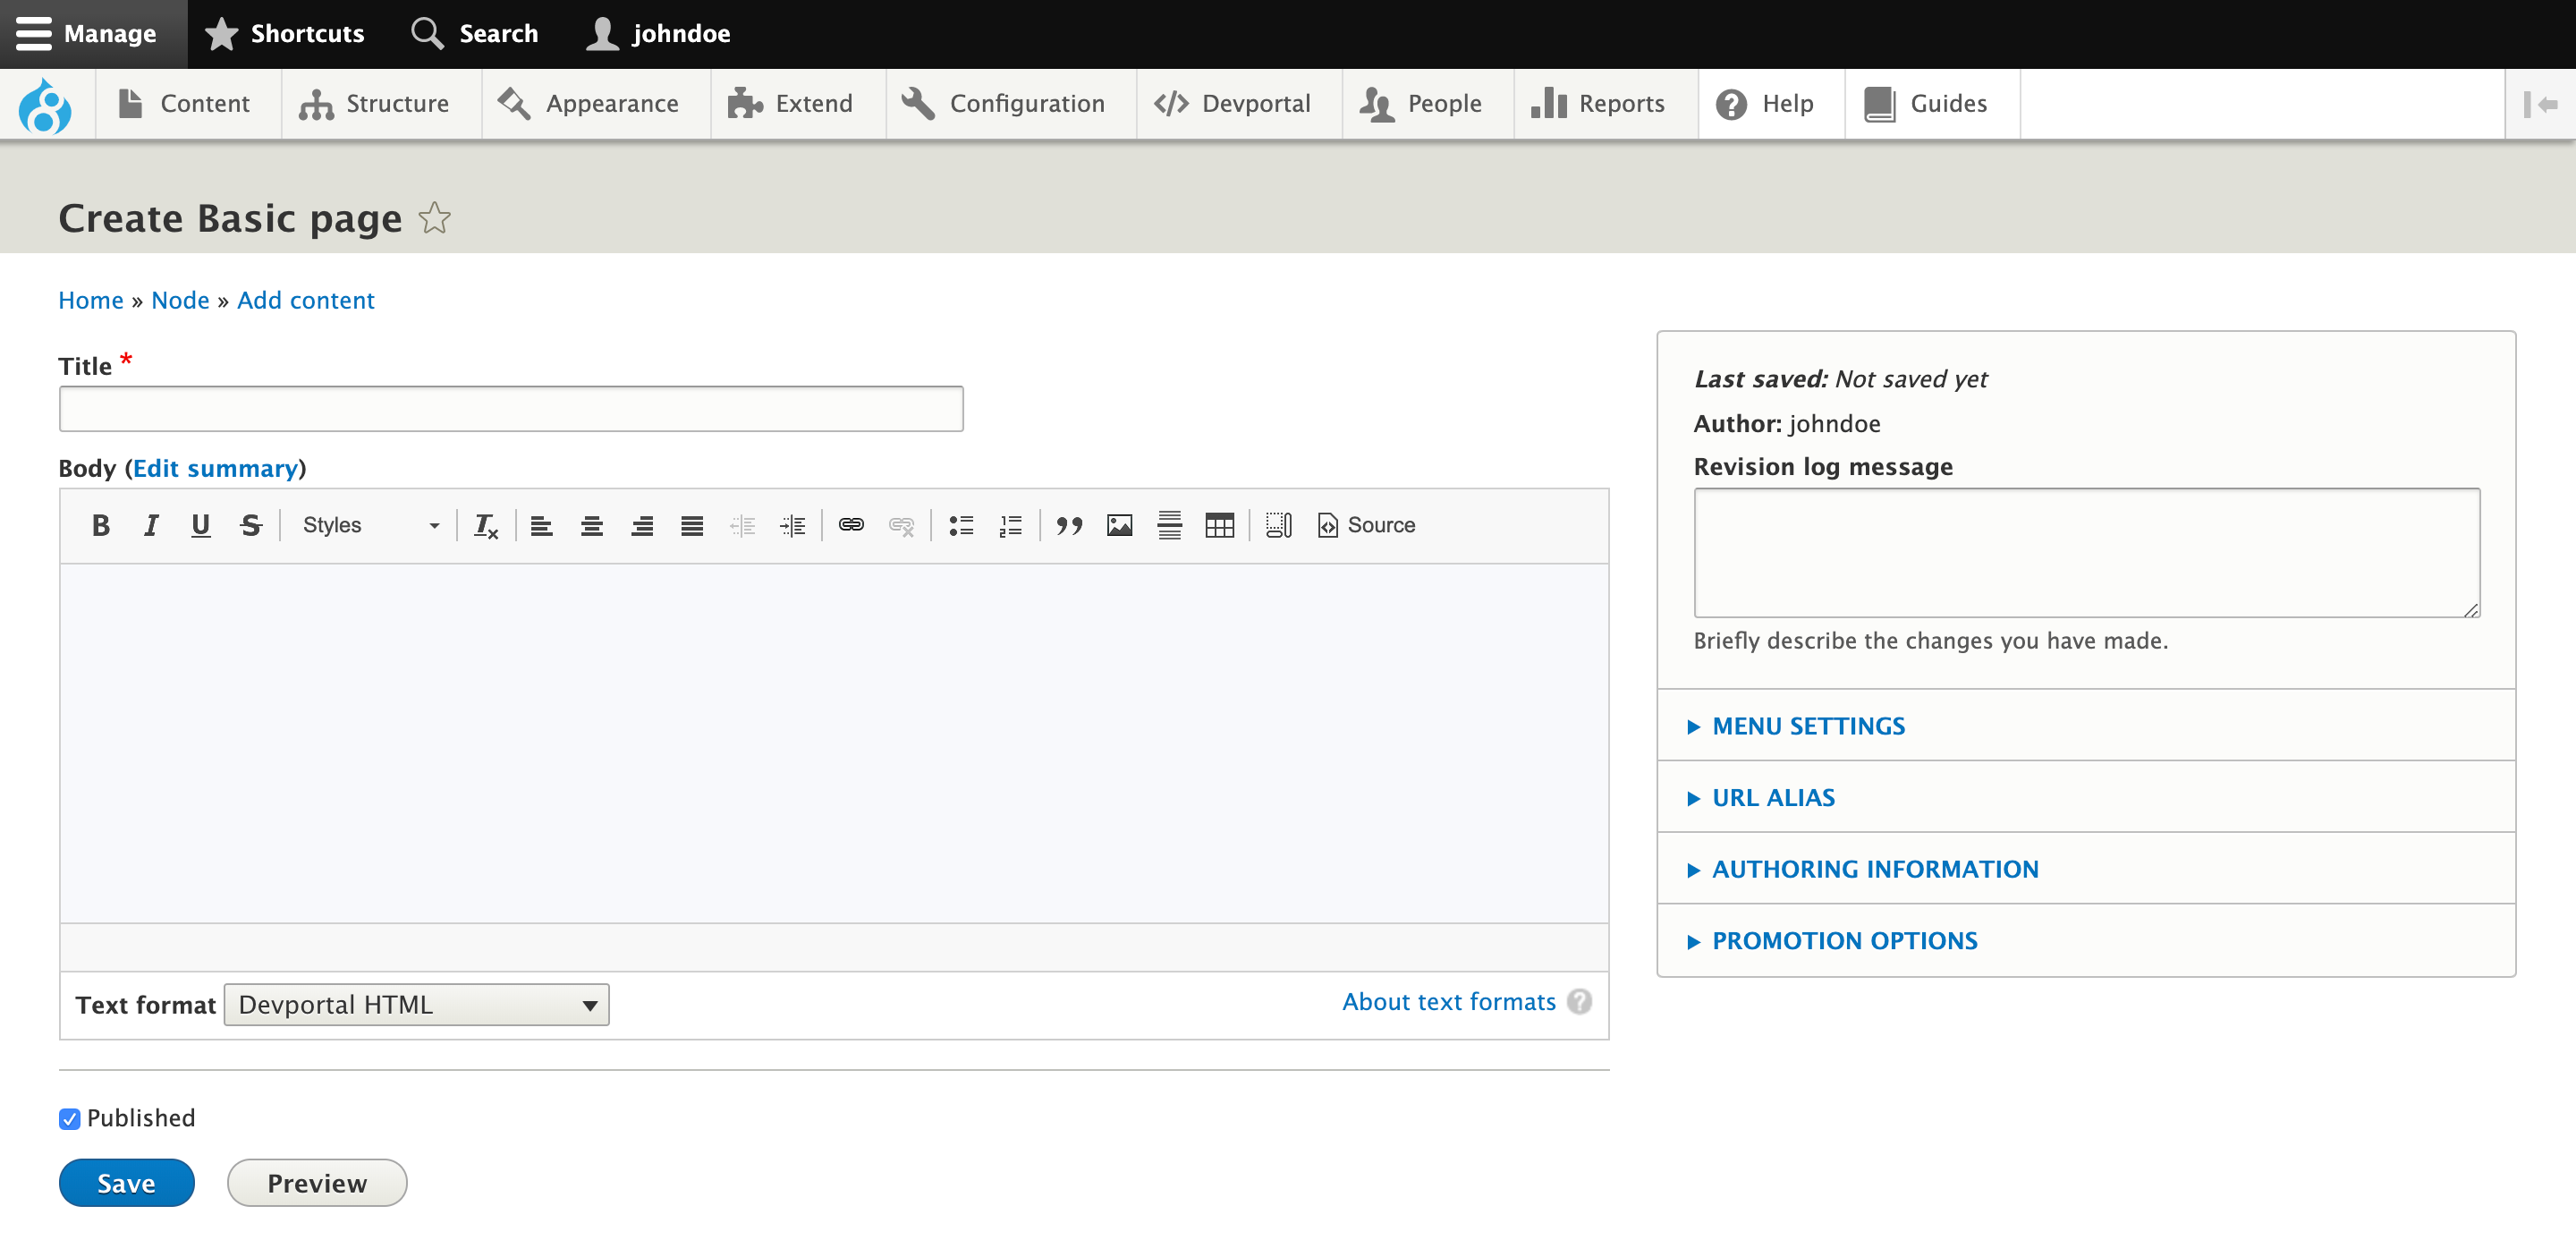 Manage Shortcuts Search johndoe
Content Structure Appearance Extend Configuration Devportal People Reports Help Guides
Create Basic page
Home » Node » Add content
Title *
Body (Edit summary)
B I U S Styles Source
Text format Devportal HTML About text formats ?
Published
Save Preview
Last saved: Not saved yet
Author: johndoe
Revision log message
Briefly describe the changes you have made.
MENU SETTINGS
URL ALIAS
AUTHORING INFORMATION
PROMOTION OPTIONS